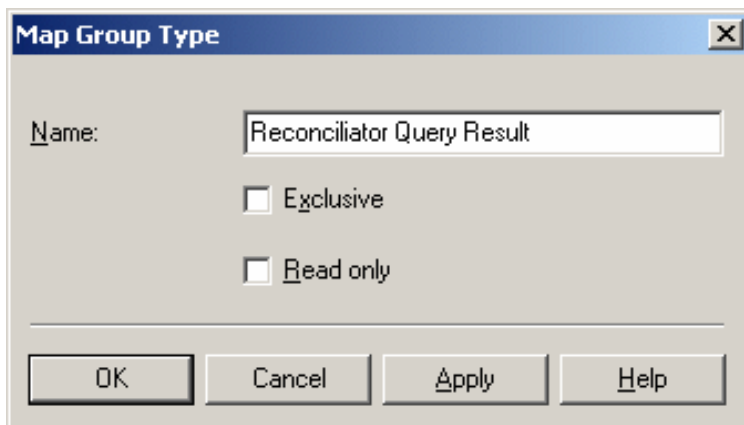 Map Group Type
Name: Reconciliator Query Result
Exclusive
Read only
OK Cancel Apply Help